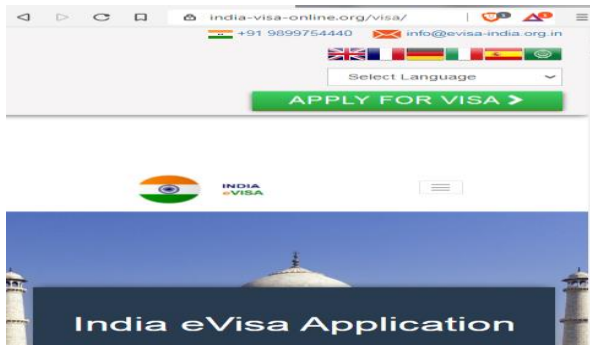 india-visa-online.org/visa/
+91 9899754440 info@evisa-india.org.in
Select Language
APPLY FOR VISA >
INDIA
eVISA
India eVisa Application